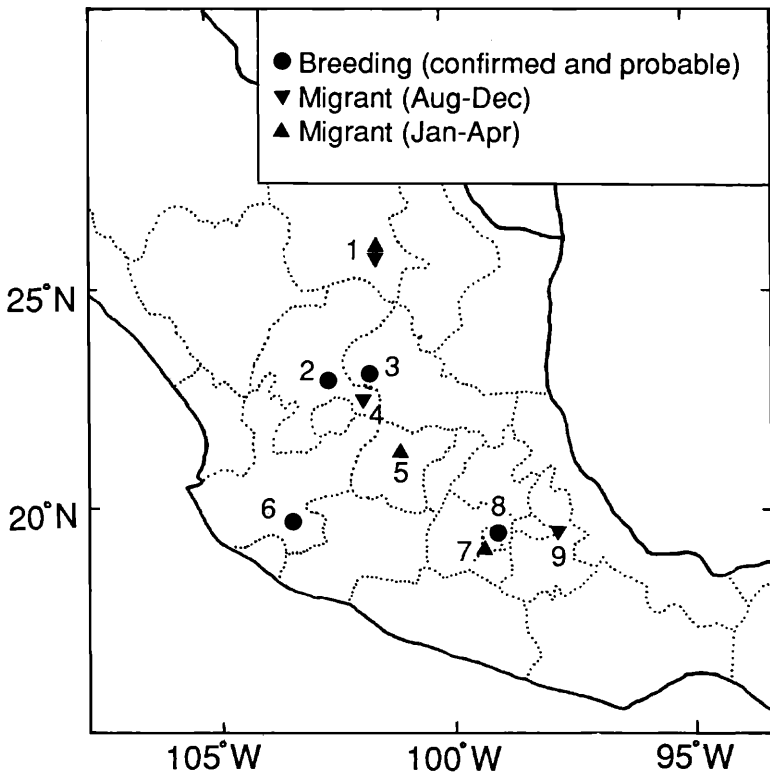 Breeding (confirmed and probable)
Migrant (Aug-Dec)
Migrant (Jan-Apr)
1
25°N
2
3
4
5
6
8
20°N
7
9
105°W
100°W
95°W